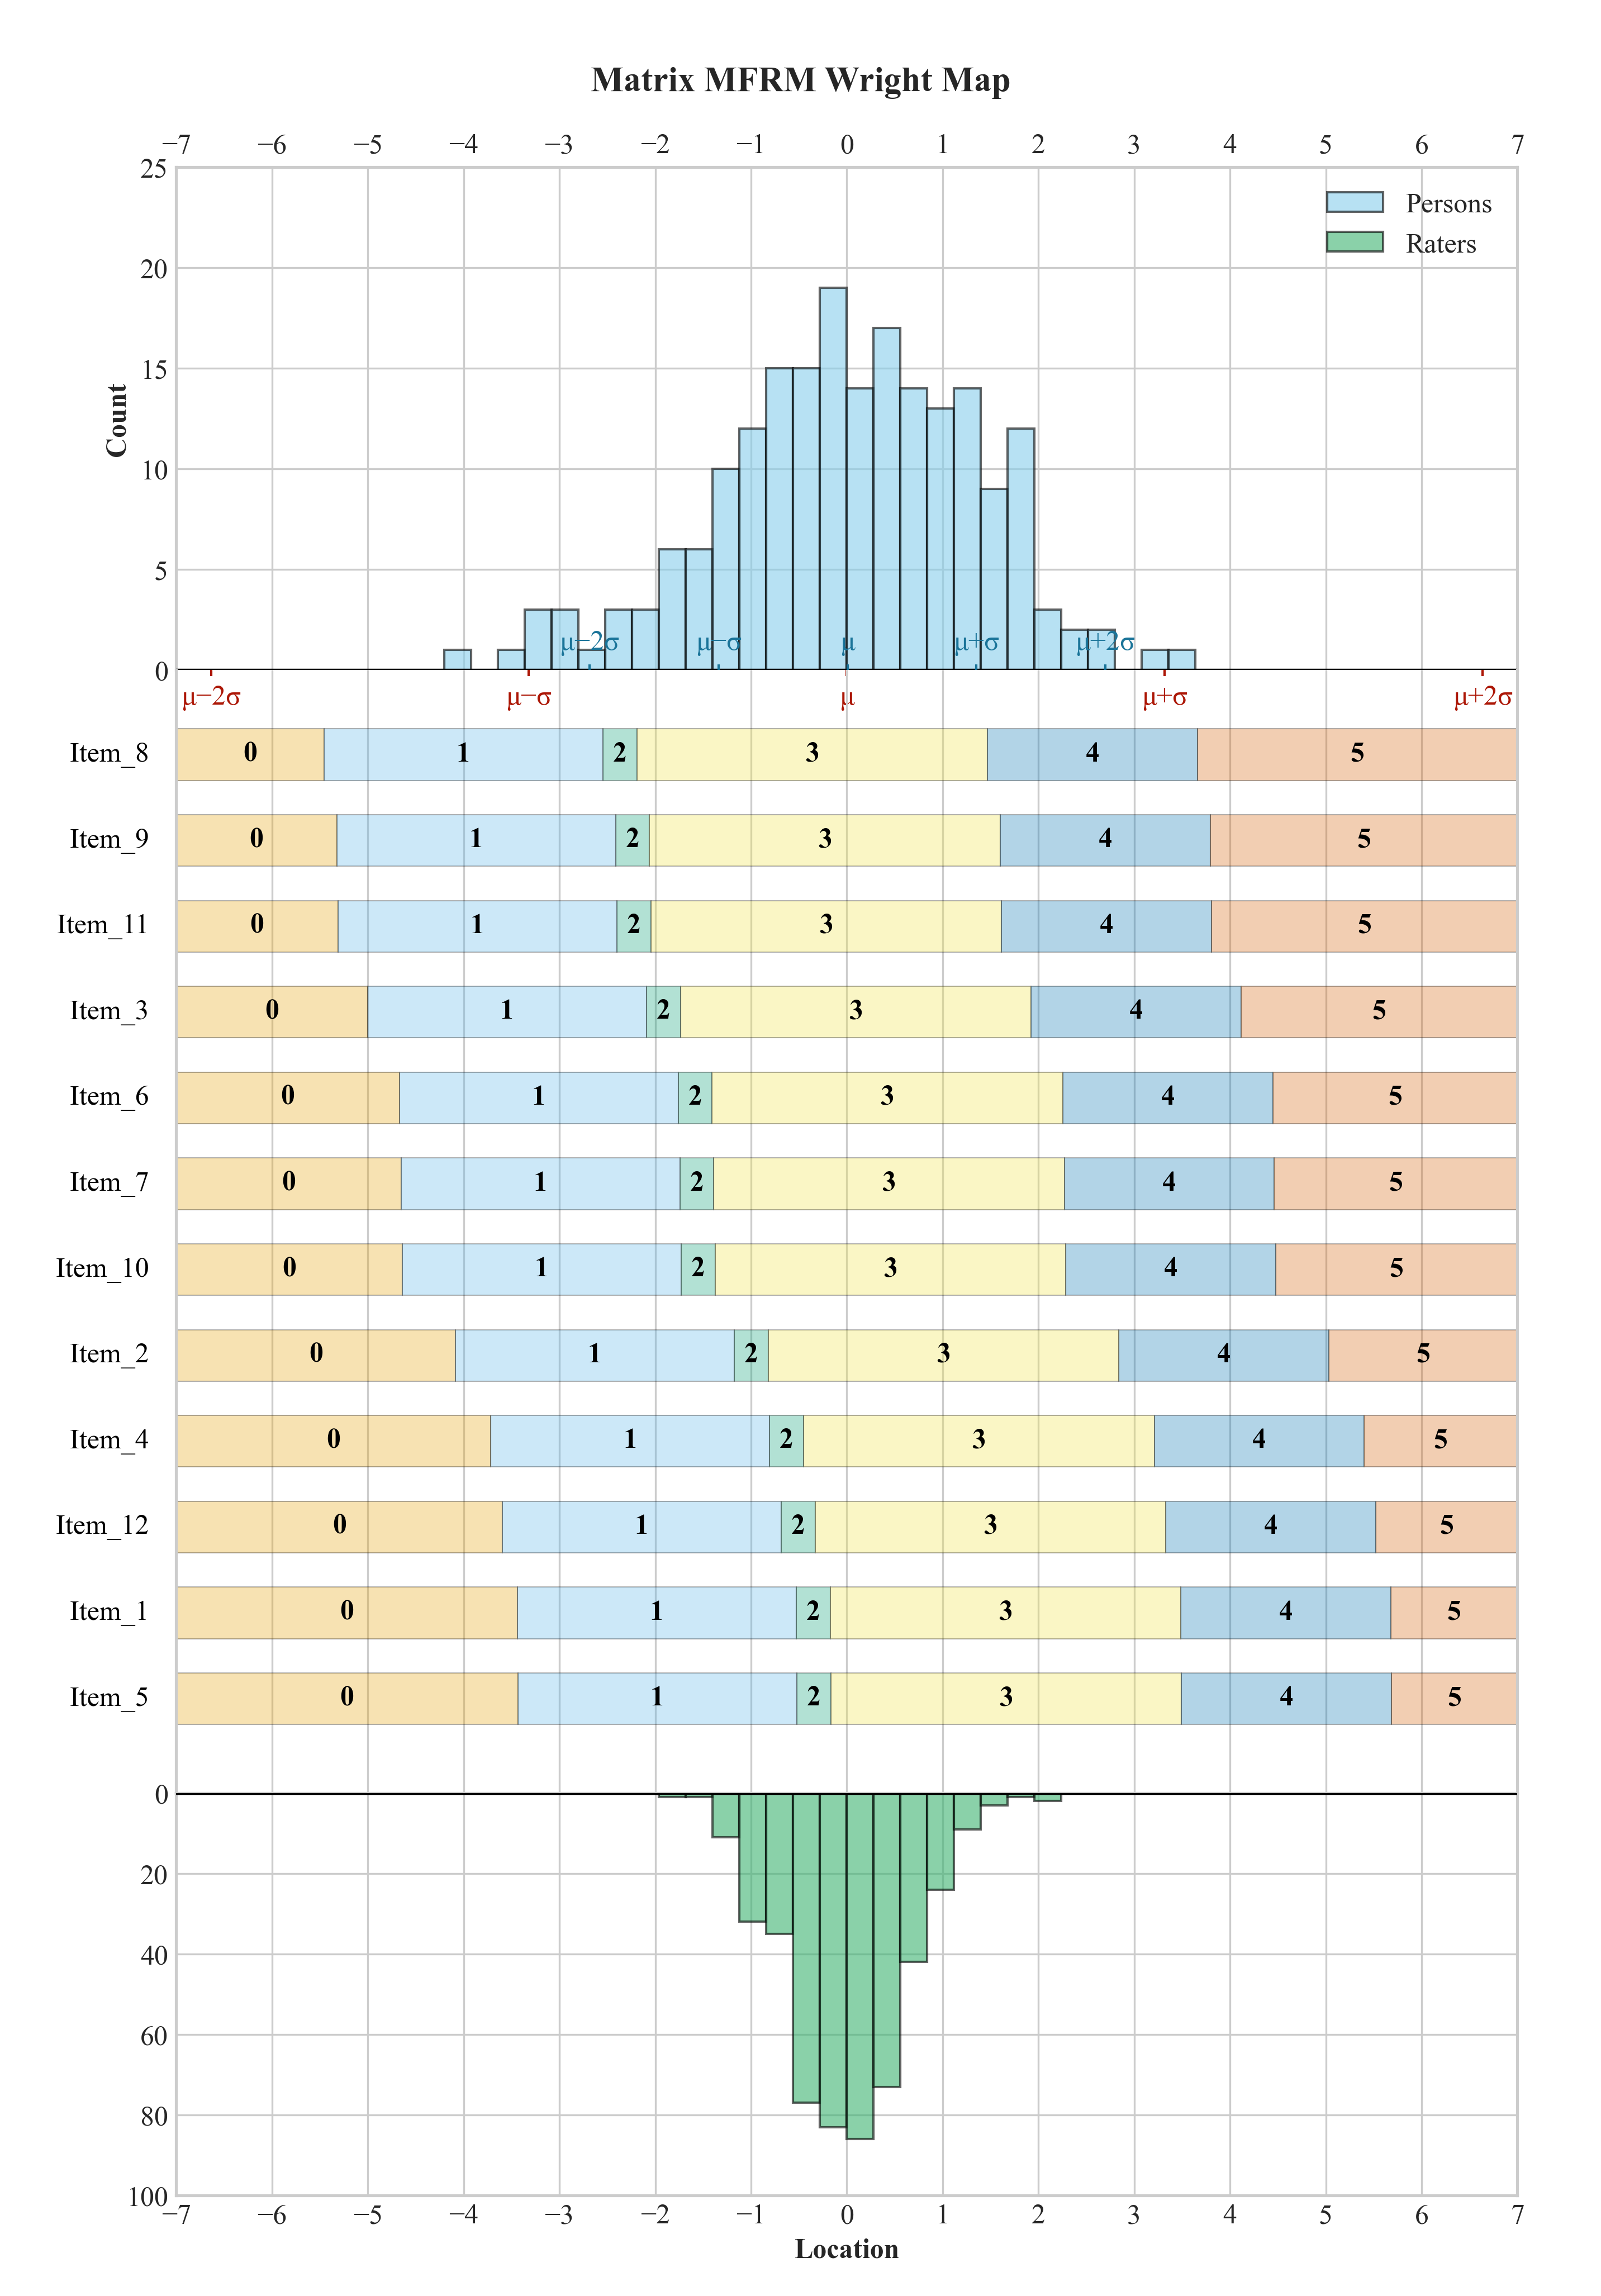 Matrix MFRM Wright Map
−7 −6 −5 −4 −3 −2 −1 0 1 2 3 4 5 6 7
25
Persons
Raters
20
15
Count
10
5
μ−2σ μ−σ μ μ+σ μ+2σ
0
μ−2σ μ−σ μ μ+σ μ+2σ
Item_8 0 1 2 3 4 5
Item_9 0 1 2 3 4 5
Item_11 0 1 2 3 4 5
Item_3 0 1 2 3 4 5
Item_6 0 1 2 3 4 5
Item_7 0 1 2 3 4 5
Item_10 0 1 2 3 4 5
Item_2 0 1 2 3 4 5
Item_4 0 1 2 3 4 5
Item_12 0 1 2 3 4 5
Item_1 0 1 2 3 4 5
Item_5 0 1 2 3 4 5
0
20
40
60
80
100
−7 −6 −5 −4 −3 −2 −1 0 1 2 3 4 5 6 7
Location